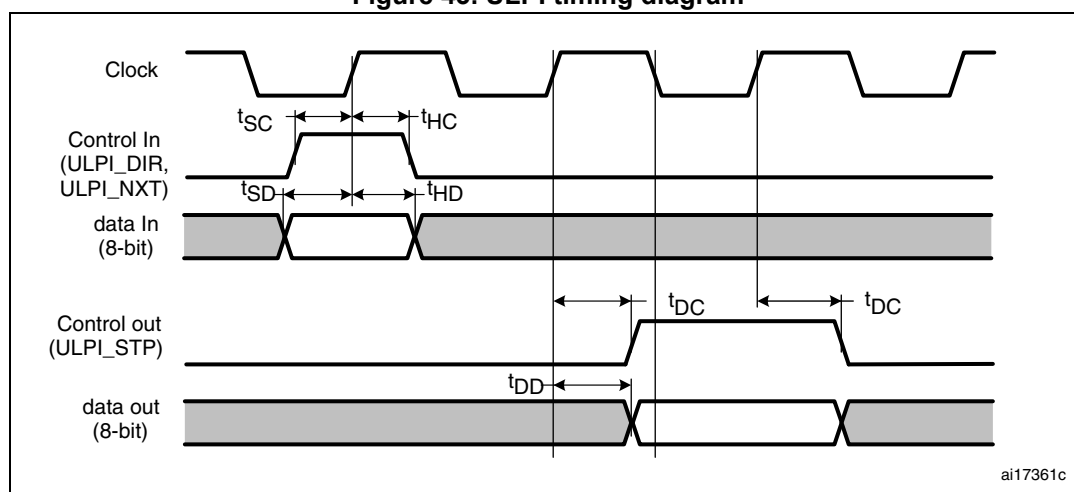 Figure ULPI timing diagram
Clock
tSC
tHC
Control In
(ULPI_DIR,
ULPI_NXT)
tSD
tHD
data In
(8-bit)
tDC
tDC
Control out
(ULPI_STP)
tDD
data out
(8-bit)
ai17361c